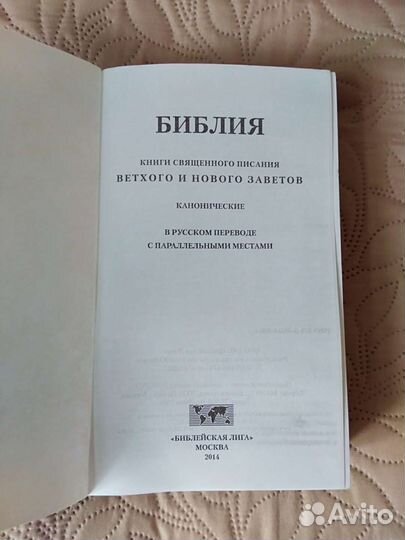 БИБЛИЯ
КНИГИ СВЯЩЕННОГО ПИСАНИЯ
ВЕТХОГО И НОВОГО ЗАВЕТОВ
КАНОНИЧЕСКИЕ
В РУССКОМ ПЕРЕВОДЕ
С ПАРАЛЛЕЛЬНЫМИ МЕСТАМИ
«БИБЛЕЙСКАЯ ЛИГА»
МОСКВА
2014
Avito